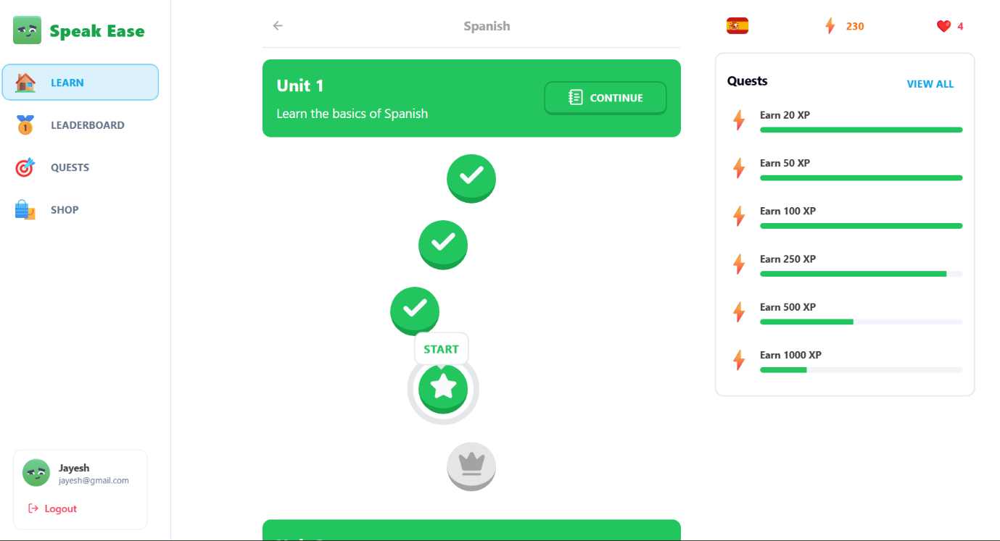 Speak Ease
LEARN
LEADERBOARD
QUESTS
SHOP
Jayesh
jayesh@gmail.com
Logout
Spanish
Unit 1
Learn the basics of Spanish
CONTINUE
START
230
4
Quests
VIEW ALL
Earn 20 XP
Earn 50 XP
Earn 100 XP
Earn 250 XP
Earn 500 XP
Earn 1000 XP